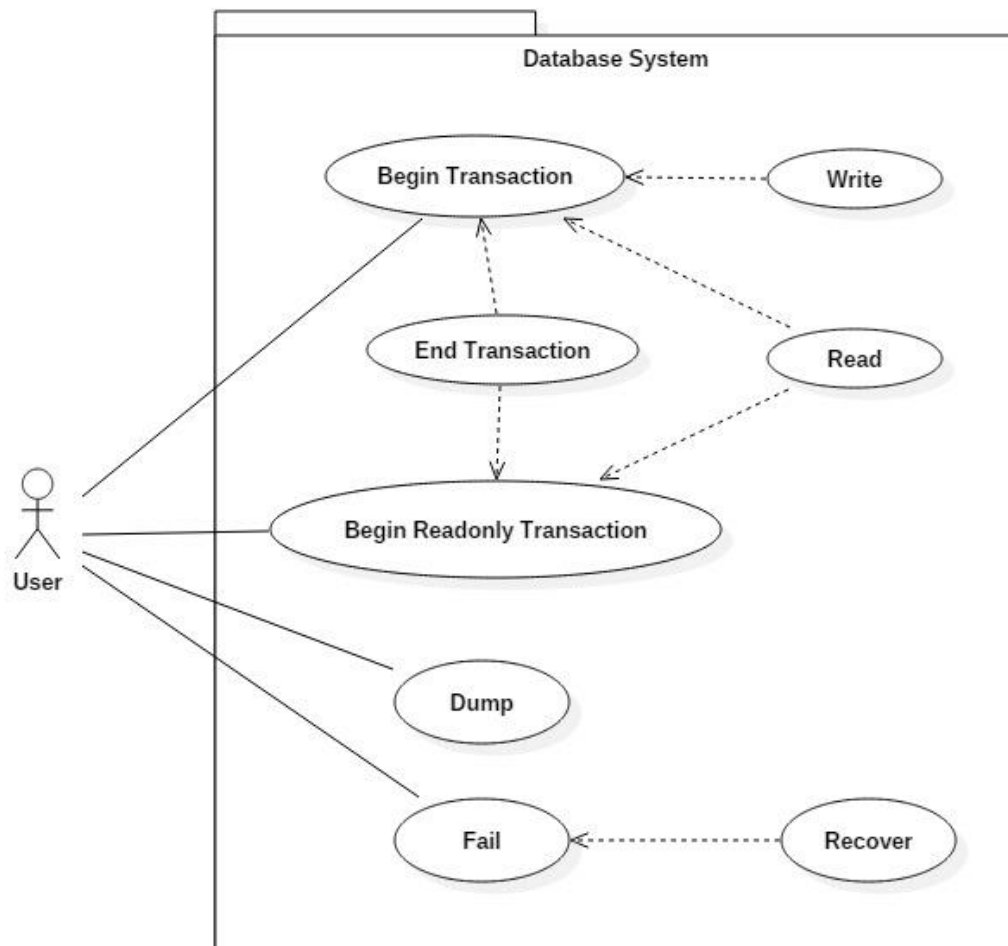 Database System
Begin Transaction
Write
End Transaction
Read
Begin Readonly Transaction
User
Dump
Fail
Recover